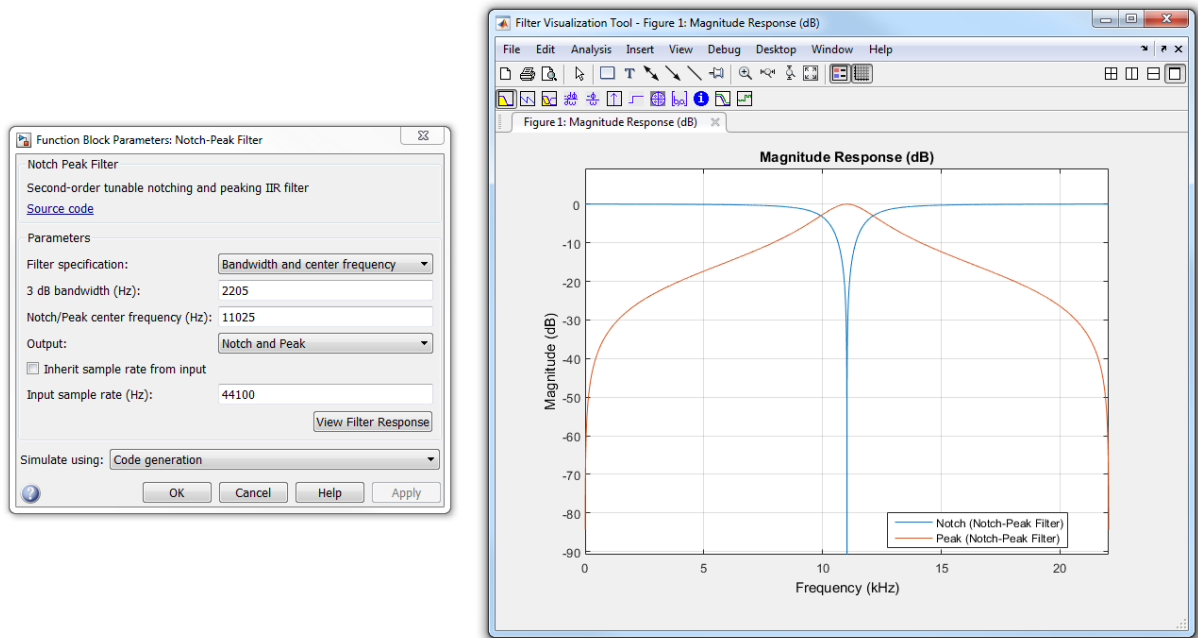 Function Block Parameters: Notch-Peak Filter
Notch Peak Filter
Second-order tunable notching and peaking IIR filter
Source code
Parameters
Filter specification: Bandwidth and center frequency
3 dB bandwidth (Hz): 2205
Notch/Peak center frequency (Hz): 11025
Output: Notch and Peak
Inherit sample rate from input
Input sample rate (Hz): 44100
View Filter Response
Simulate using: Code generation
OK Cancel Help Apply
Filter Visualization Tool - Figure 1: Magnitude Response (dB)
File Edit Analysis Insert View Debug Desktop Window Help
Figure 1: Magnitude Response (dB)
Magnitude Response (dB)
Magnitude (dB)
0
-10
-20
-30
-40
-50
-60
-70
-80
-90
Notch (Notch-Peak Filter)
Peak (Notch-Peak Filter)
0 5 10 15 20
Frequency (kHz)